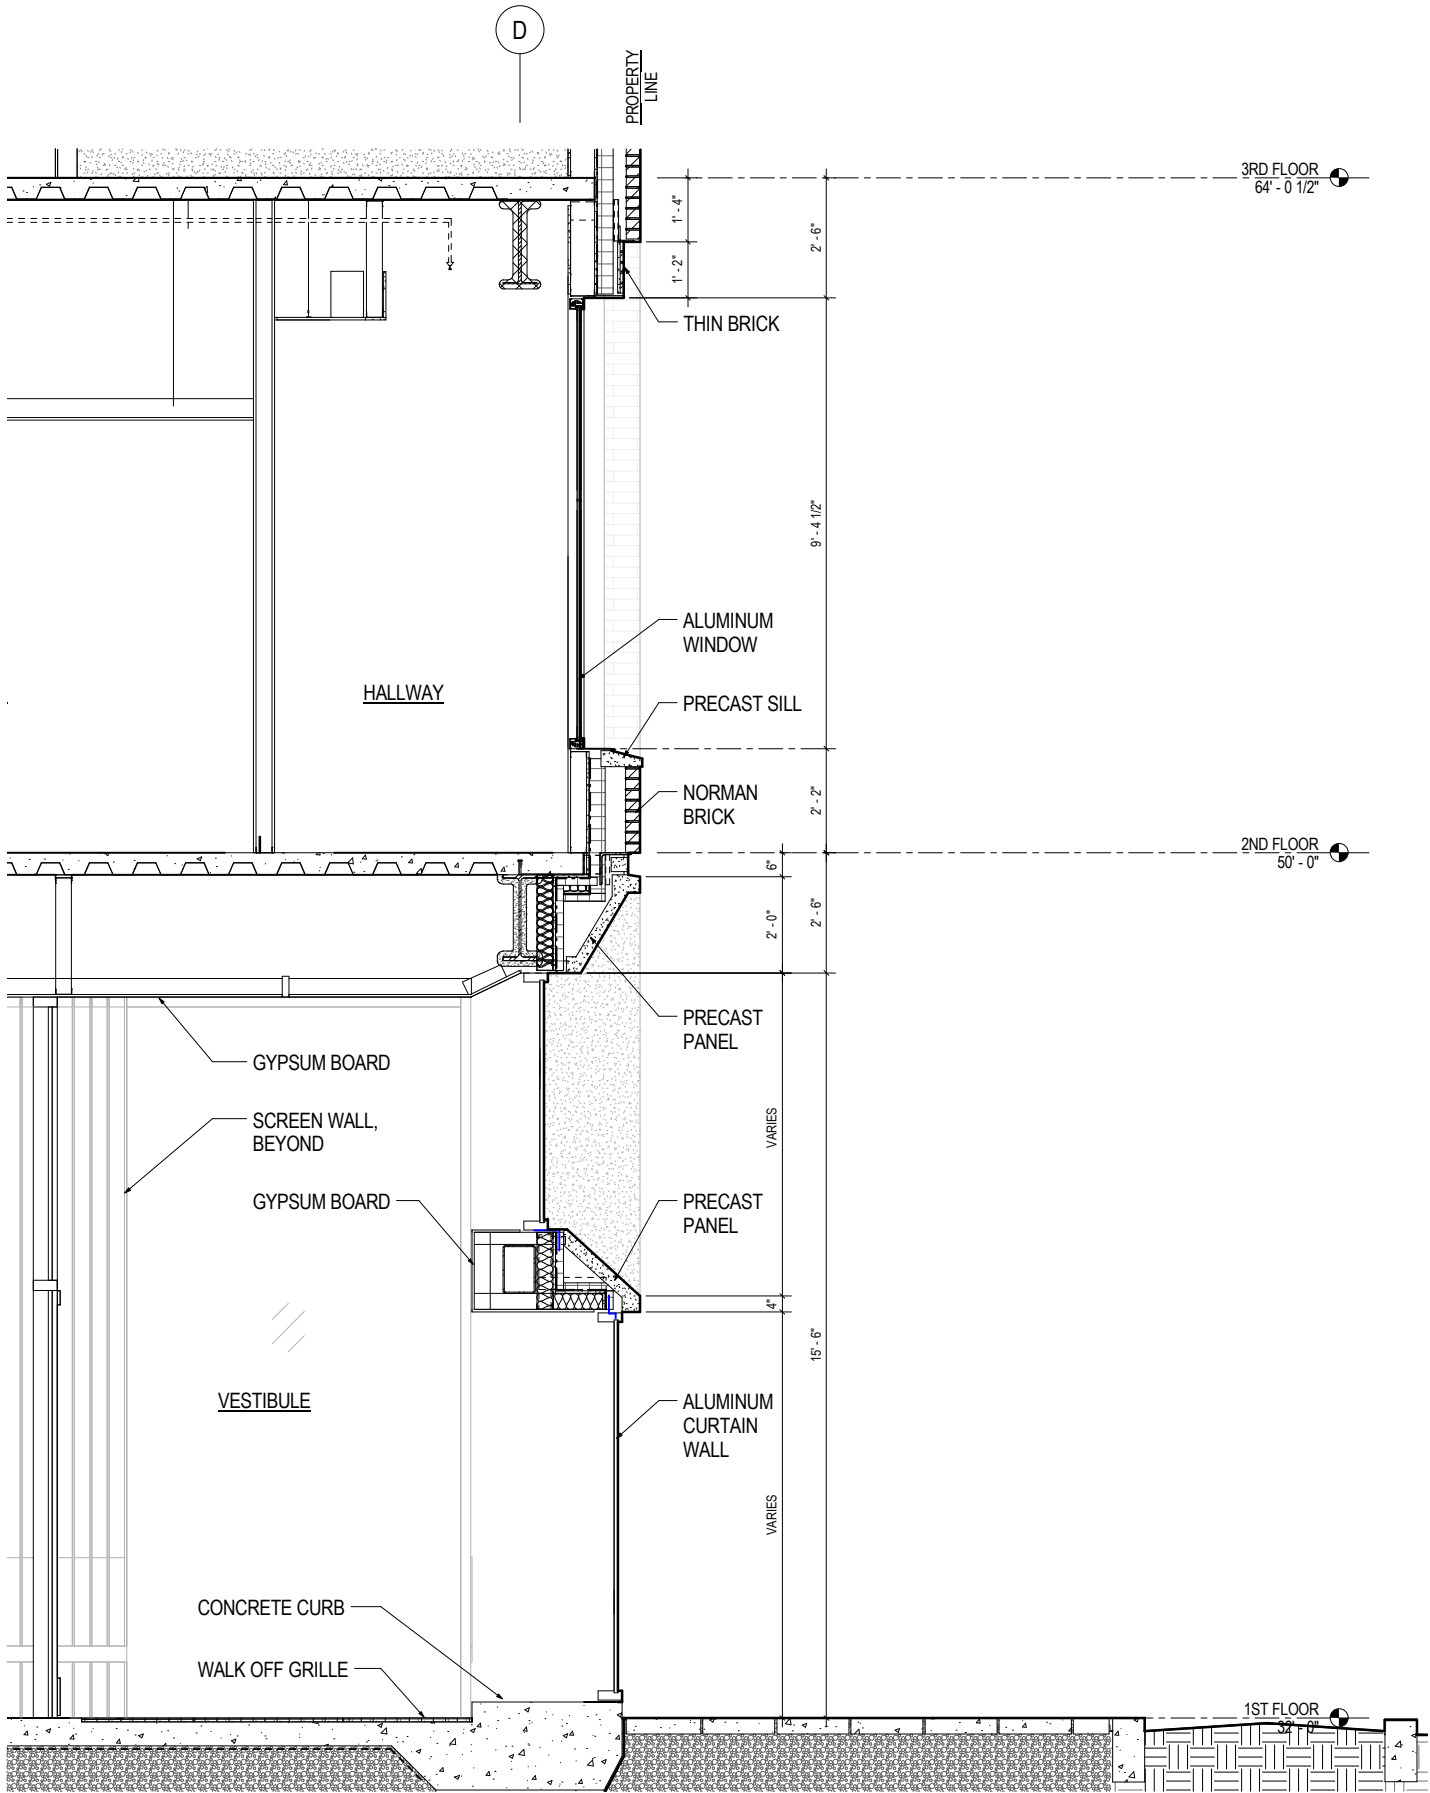 D
PROPERTY
LINE
3RD FLOOR
64' - 0 1/2"
1' - 4"
2' - 6"
1' - 2"
THIN BRICK
9' - 4 1/2"
ALUMINUM
WINDOW
HALLWAY
PRECAST SILL
NORMAN
BRICK
2' - 2"
2ND FLOOR
50' - 0"
6"
2' - 0"
2' - 6"
PRECAST
PANEL
GYPSUM BOARD
SCREEN WALL,
BEYOND
VARIES
GYPSUM BOARD
PRECAST
PANEL
4"
15' - 6"
VESTIBULE
ALUMINUM
CURTAIN
WALL
VARIES
CONCRETE CURB
WALK OFF GRILLE
1ST FLOOR
32' - 0"